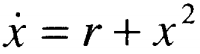 ẋ = r + x²